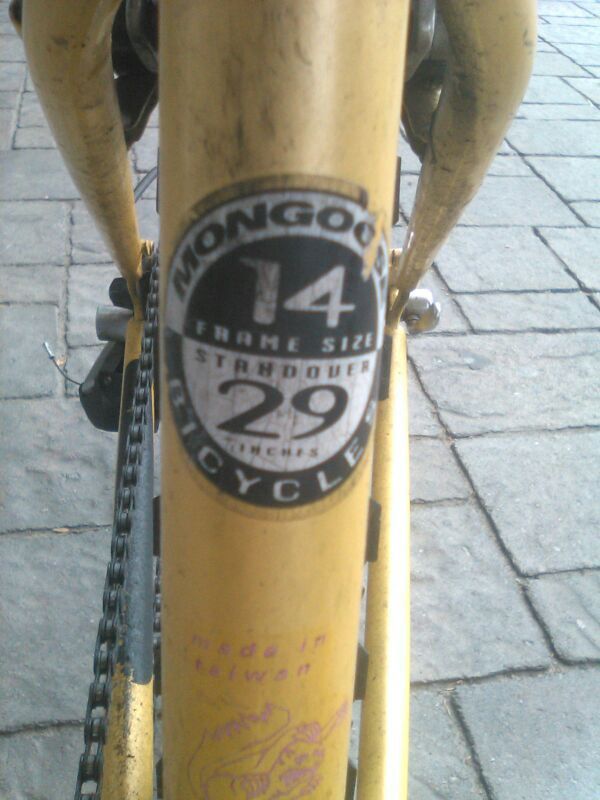 MONGOOSE
14
FRAME SIZE
STANDOVER
29
INCHES
BICYCLES
made in
taiwan